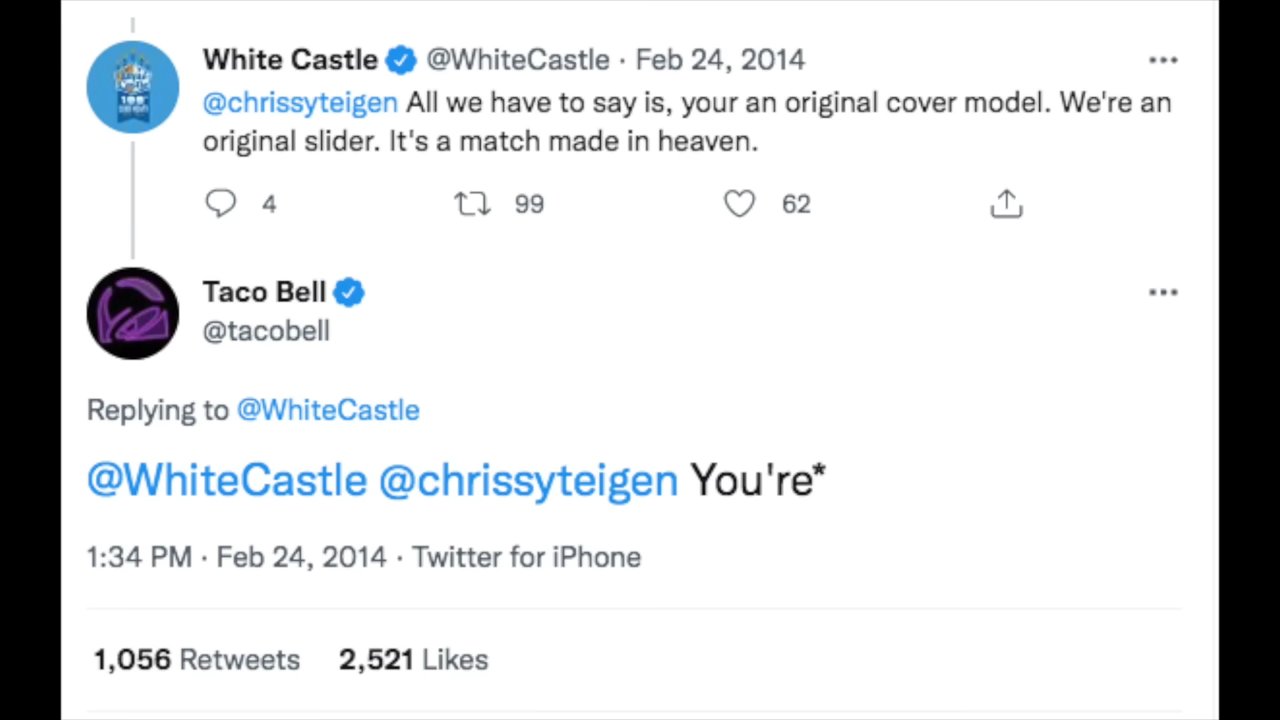 White Castle @WhiteCastle · Feb 24, 2014
@chrissyteigen All we have to say is, your an original cover model. We're an
original slider. It's a match made in heaven.
4 99 62
Taco Bell
@tacobell
Replying to @WhiteCastle
@WhiteCastle @chrissyteigen You're*
1:34 PM · Feb 24, 2014 · Twitter for iPhone
1,056 Retweets 2,521 Likes